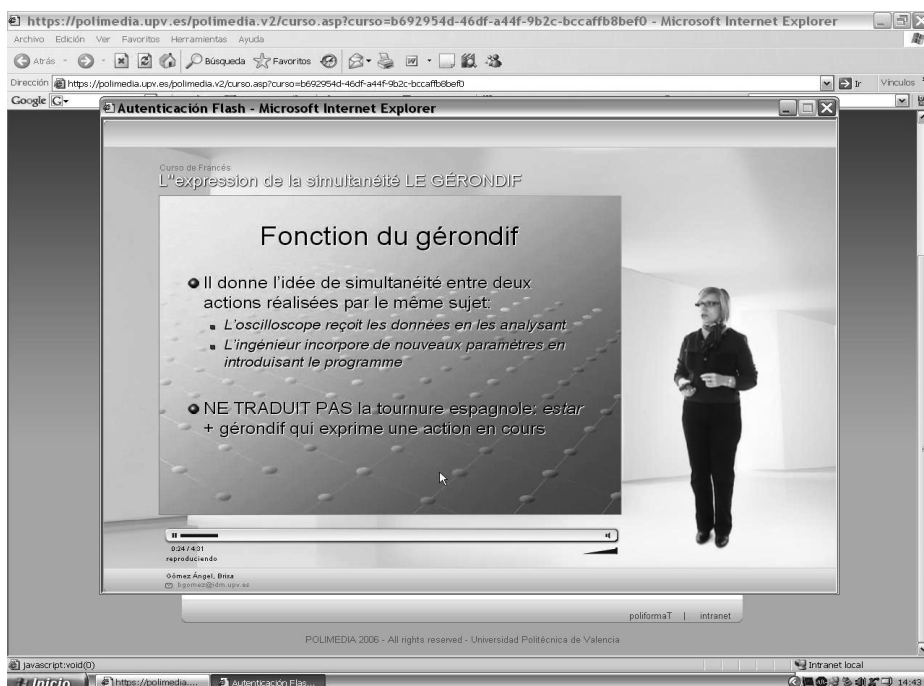 https://polimedia.upv.es/polimedia.v2/curso.asp?curso=b692954d-46df-a44f-9b2c-bccaffb8bef0 - Microsoft Internet Explorer
Archivo Edición Ver Favoritos Herramientas Ayuda
Atrás Búsqueda Favoritos
Dirección https://polimedia.upv.es/polimedia.v2/curso.asp?curso=b692954d-46df-a44f-9b2c-bccaffb8bef0 Ir Vínculos
Google G
Autenticación Flash - Microsoft Internet Explorer
Curso de Francés
L''expression de la simultanéité LE GÉRONDIF
Fonction du gérondif
Il donne l'idée de simultanéité entre deux
actions réalisées par le même sujet:
L'oscilloscope reçoit les données en les analysant
L'ingénieur incorpore de nouveaux paramètres en
introduisant le programme
NE TRADUIT PAS la tournure espagnole: estar
+ gérondif qui exprime une action en cours
0:24 / 4:31
reproduciendo
Gómez Ángel, Brisa
bgomez@idm.upv.es
poliformaT | intranet
POLIMEDIA 2006 - All rights reserved - Universidad Politécnica de Valencia
javascript:void(0) Intranet local
Inicio https://polimedia.... Autenticación Flas... 14:43